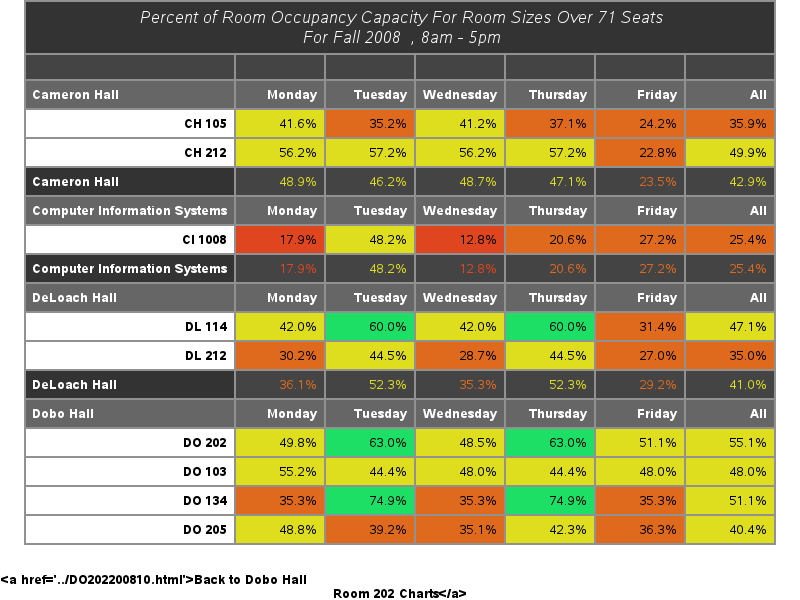 Percent of Room Occupancy Capacity For Room Sizes Over 71 Seats
For Fall 2008 , 8am - 5pm
Cameron Hall Monday Tuesday Wednesday Thursday Friday All
CH 105 41.6% 35.2% 41.2% 37.1% 24.2% 35.9%
CH 212 56.2% 57.2% 56.2% 57.2% 22.8% 49.9%
Cameron Hall 48.9% 46.2% 48.7% 47.1% 23.5% 42.9%
Computer Information Systems Monday Tuesday Wednesday Thursday Friday All
CI 1008 17.9% 48.2% 12.8% 20.6% 27.2% 25.4%
Computer Information Systems 17.9% 48.2% 12.8% 20.6% 27.2% 25.4%
DeLoach Hall Monday Tuesday Wednesday Thursday Friday All
DL 114 42.0% 60.0% 42.0% 60.0% 31.4% 47.1%
DL 212 30.2% 44.5% 28.7% 44.5% 27.0% 35.0%
DeLoach Hall 36.1% 52.3% 35.3% 52.3% 29.2% 41.0%
Dobo Hall Monday Tuesday Wednesday Thursday Friday All
DO 202 49.8% 63.0% 48.5% 63.0% 51.1% 55.1%
DO 103 55.2% 44.4% 48.0% 44.4% 48.0% 48.0%
DO 134 35.3% 74.9% 35.3% 74.9% 35.3% 51.1%
DO 205 48.8% 39.2% 35.1% 42.3% 36.3% 40.4%
<a href='../DO202200810.html'>Back to Dobo Hall
Room 202 Charts</a>